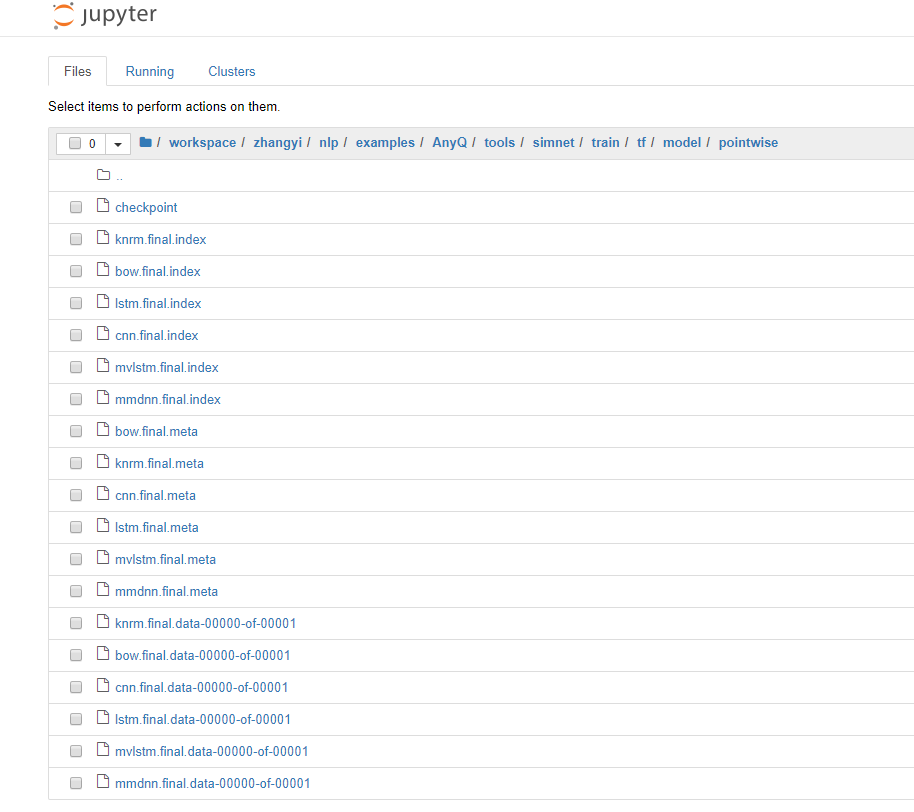 jupyter
Files Running Clusters
Select items to perform actions on them.
0 / workspace / zhangyi / nlp / examples / AnyQ / tools / simnet / train / tf / model / pointwise
..
checkpoint
knrm.final.index
bow.final.index
lstm.final.index
cnn.final.index
mvlstm.final.index
mmdnn.final.index
bow.final.meta
knrm.final.meta
cnn.final.meta
lstm.final.meta
mvlstm.final.meta
mmdnn.final.meta
knrm.final.data-00000-of-00001
bow.final.data-00000-of-00001
cnn.final.data-00000-of-00001
lstm.final.data-00000-of-00001
mvlstm.final.data-00000-of-00001
mmdnn.final.data-00000-of-00001